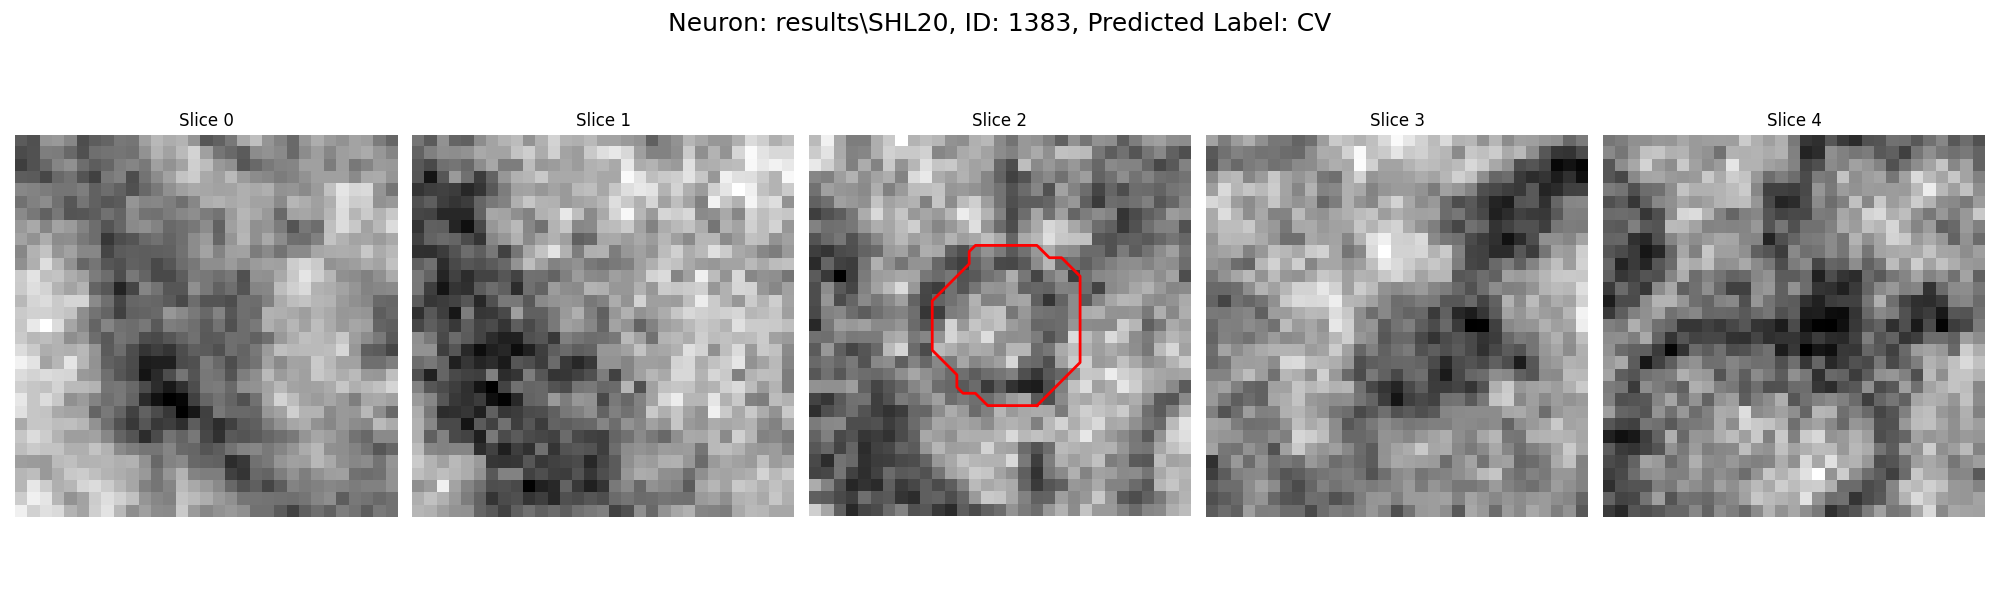 Neuron: results\SHL20, ID: 1383, Predicted Label: CV
Slice 0
Slice 1
Slice 2
Slice 3
Slice 4